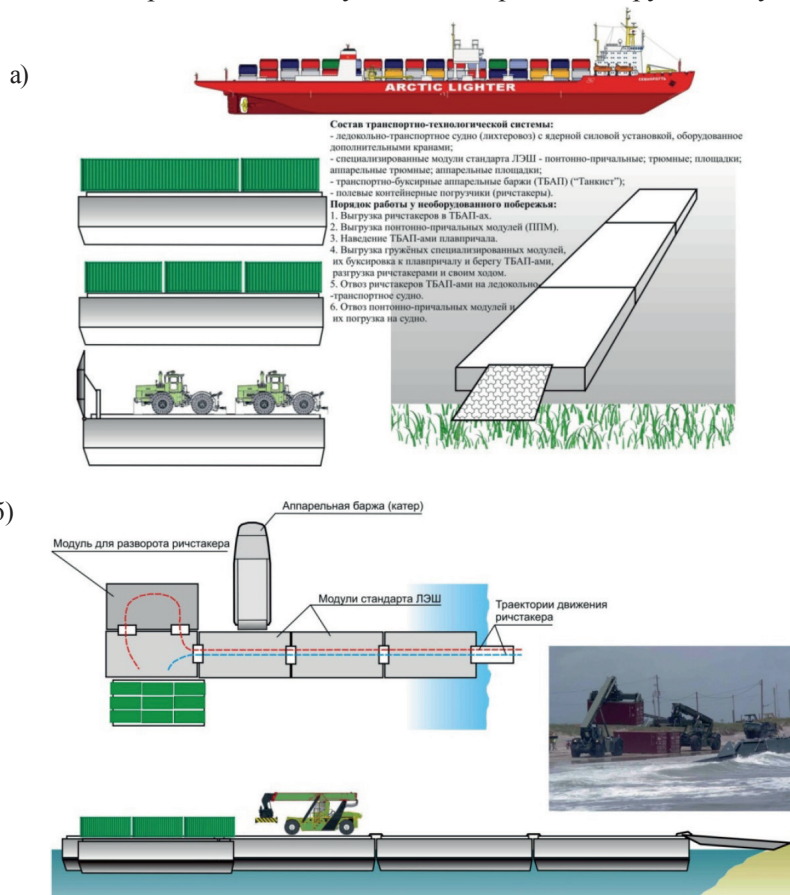 а)
ARCTIC LIGHTER
Состав транспортно-технологической системы:
- ледокольно-транспортное судно (лихтеровоз) с ядерной силовой установкой, оборудованное
дополнительными кранами;
- специализированные модули стандарта ЛЭШ - понтонно-причальные; трюмные; площадки;
аппарельные трюмные; аппарельные площадки;
- транспортно-буксирные аппарельные баржи (ТБАП) (“Танкист”);
- полевые контейнерные погрузчики (ричстакеры).
Порядок работы у необорудованного побережья:
1. Выгрузка ричстакеров в ТБАП-ах.
2. Выгрузка понтонно-причальных модулей (ППМ).
3. Наведение ТБАП-ами плавпричала.
4. Выгрузка гружёных специализированных модулей,
их буксировка к плавпричалу и берегу ТБАП-ами,
разгрузка ричстакерами и своим ходом.
5. Отвоз ричстакеров ТБАП-ами на ледокольно-
-транспортное судно.
6. Отвоз понтонно-причальных модулей и
их погрузка на судно.
б)
Аппарельная баржа (катер)
Модуль для разворота ричстакера
Модули стандарта ЛЭШ
Траектории движения
ричстакера